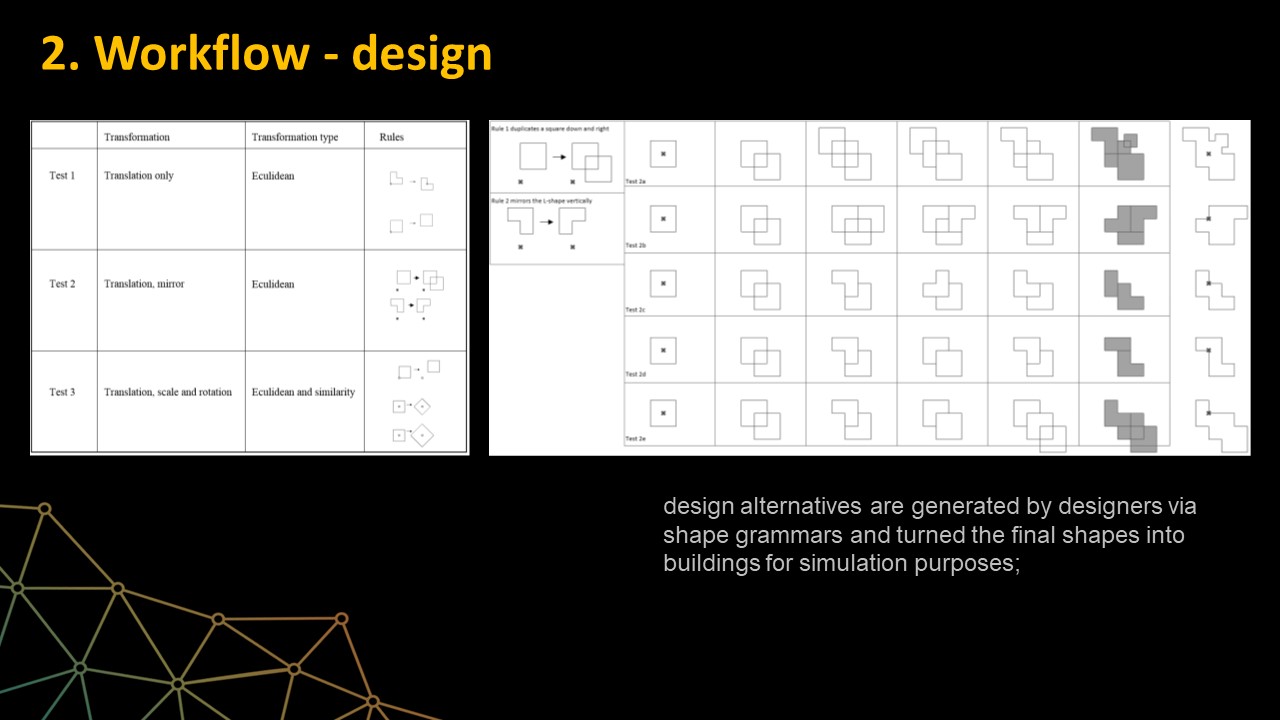 2. Workflow - design
Transformation Transformation type Rules
Test 1 Translation only Eculidean
Test 2 Translation, mirror Eculidean
Test 3 Translation, scale and rotation Eculidean and similarity
Rule 1 duplicates a square down and right
Rule 2 mirrors the L-shape vertically
Test 2a
Test 2b
Test 2c
Test 2d
Test 2e
design alternatives are generated by designers via
shape grammars and turned the final shapes into
buildings for simulation purposes;